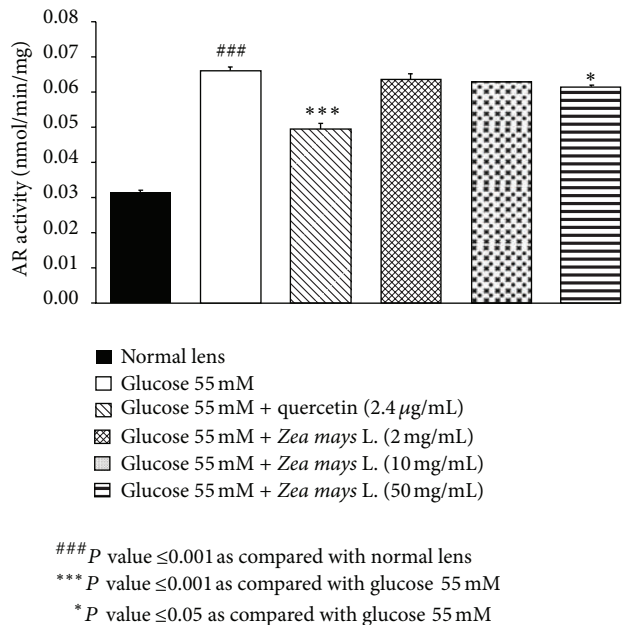 0.08
0.07
0.06
0.05
0.04
0.03
0.02
0.01
0.00
AR activity (nmol/min/mg)
###
***
*
Normal lens
Glucose 55 mM
Glucose 55 mM + quercetin (2.4 μg/mL)
Glucose 55 mM + Zea mays L. (2 mg/mL)
Glucose 55 mM + Zea mays L. (10 mg/mL)
Glucose 55 mM + Zea mays L. (50 mg/mL)
###P value ≤0.001 as compared with normal lens
***P value ≤0.001 as compared with glucose 55 mM
*P value ≤0.05 as compared with glucose 55 mM